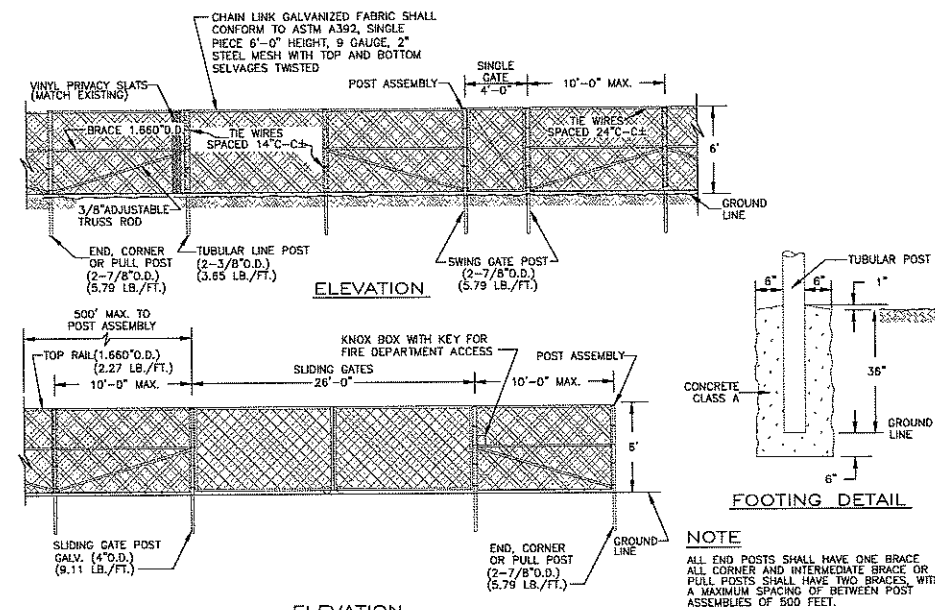 CHAIN LINK GALVANIZED FABRIC SHALL
CONFORM TO ASTM A392, SINGLE
PIECE 6'-0" HEIGHT, 9 GAUGE, 2"
STEEL MESH WITH TOP AND BOTTOM
SELVAGES TWISTED
VINYL PRIVACY SLATS
(MATCH EXISTING)
POST ASSEMBLY
SINGLE
GATE
4'-0"
10'-0" MAX.
BRACE 1.660"O.D.
TIE WIRES
SPACED 14"C-C±
TIE WIRES
SPACED 24"C-C±
6'
3/8"ADJUSTABLE
TRUSS ROD
GROUND
LINE
END, CORNER
OR PULL POST
(2-7/8"O.D.)
(5.79 LB./FT.)
TUBULAR LINE POST
(2-3/8"O.D.)
(3.65 LB./FT.)
SWING GATE POST
(2-7/8"O.D.)
(5.79 LB./FT.)
ELEVATION
500' MAX. TO
POST ASSEMBLY
TOP RAIL(1.660"O.D.)
(2.27 LB./FT.)
10'-0" MAX.
SLIDING GATES
26'-0"
KNOX BOX WITH KEY FOR
FIRE DEPARTMENT ACCESS
POST ASSEMBLY
10'-0" MAX.
6'
SLIDING GATE POST
GALV. (4"O.D.)
(9.11 LB./FT.)
END, CORNER
OR PULL POST
(2-7/8"O.D.)
(5.79 LB./FT.)
GROUND
LINE
ELEVATION
TUBULAR POST
6"
6"
1"
36"
CONCRETE
CLASS A
GROUND
LINE
6"
FOOTING DETAIL
NOTE
ALL END POSTS SHALL HAVE ONE BRACE
ALL CORNER AND INTERMEDIATE BRACE OR
PULL POSTS SHALL HAVE TWO BRACES, WIT
A MAXIMUM SPACING OF BETWEEN POST
ASSEMBLIES OF 500 FEET.